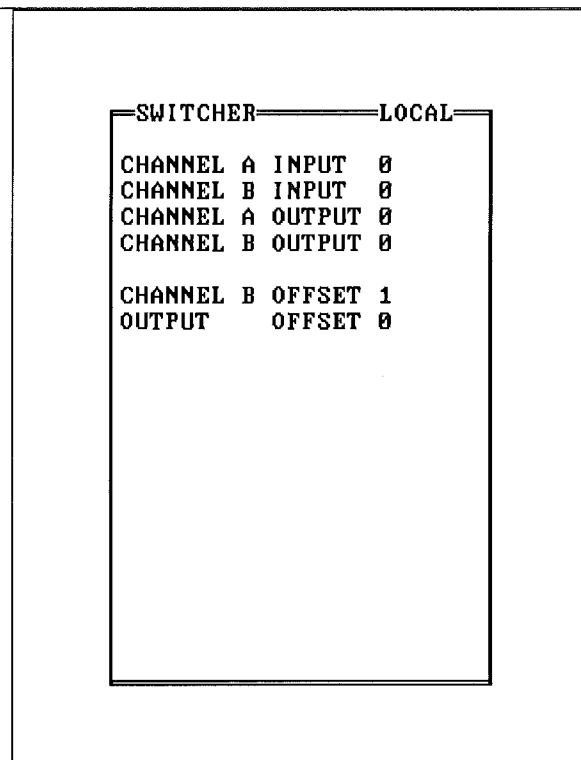 SWITCHER LOCAL
CHANNEL A INPUT 0
CHANNEL B INPUT 0
CHANNEL A OUTPUT 0
CHANNEL B OUTPUT 0
CHANNEL B OFFSET 1
OUTPUT OFFSET 0